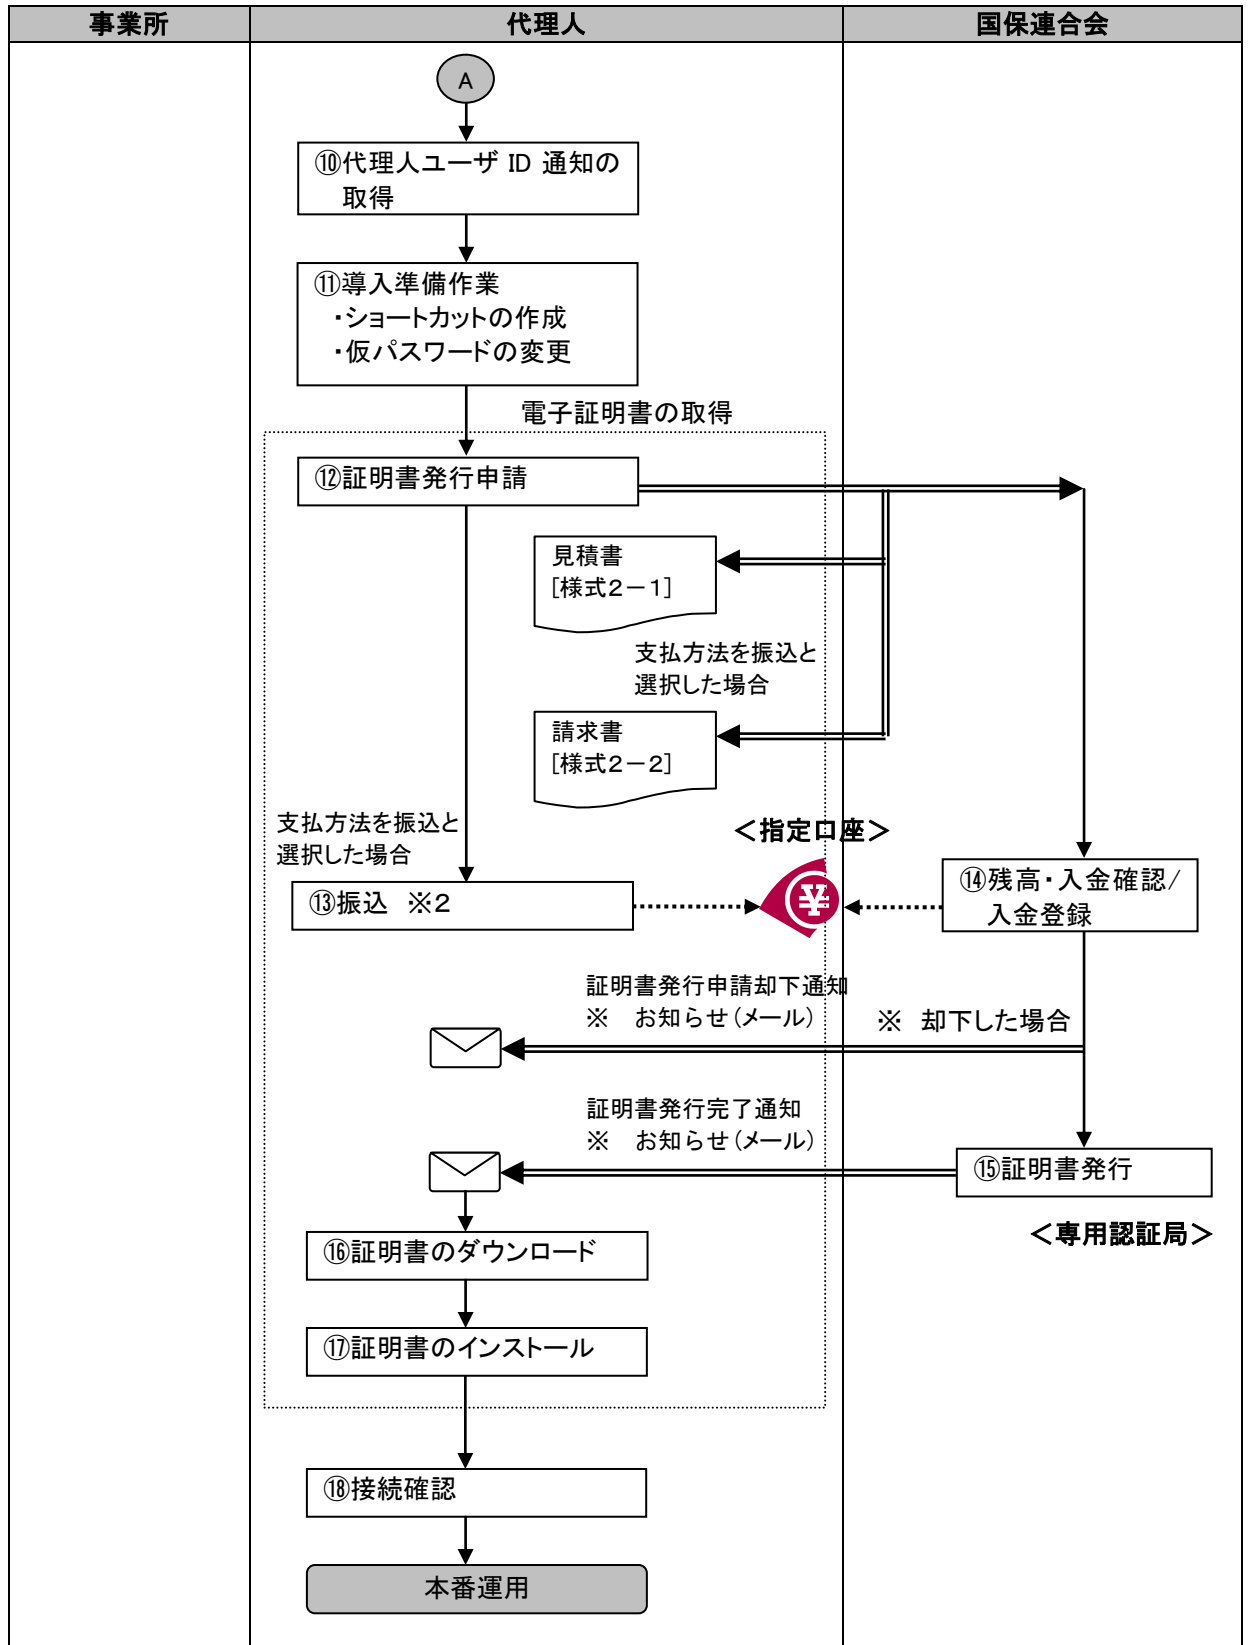 事業所
代理人
国保連合会
A
⑩代理人ユーザ ID 通知の
取得
⑪導入準備作業
・ショートカットの作成
・仮パスワードの変更
電子証明書の取得
⑫証明書発行申請
見積書
[様式2－1]
支払方法を振込と
選択した場合
請求書
[様式2－2]
支払方法を振込と
選択した場合
＜指定口座＞
⑬振込 ※2
¥
⑭残高・入金確認/
入金登録
証明書発行申請却下通知
※ お知らせ(メール)
※ 却下した場合
証明書発行完了通知
※ お知らせ(メール)
⑮証明書発行
＜専用認証局＞
⑯証明書のダウンロード
⑰証明書のインストール
⑱接続確認
本番運用